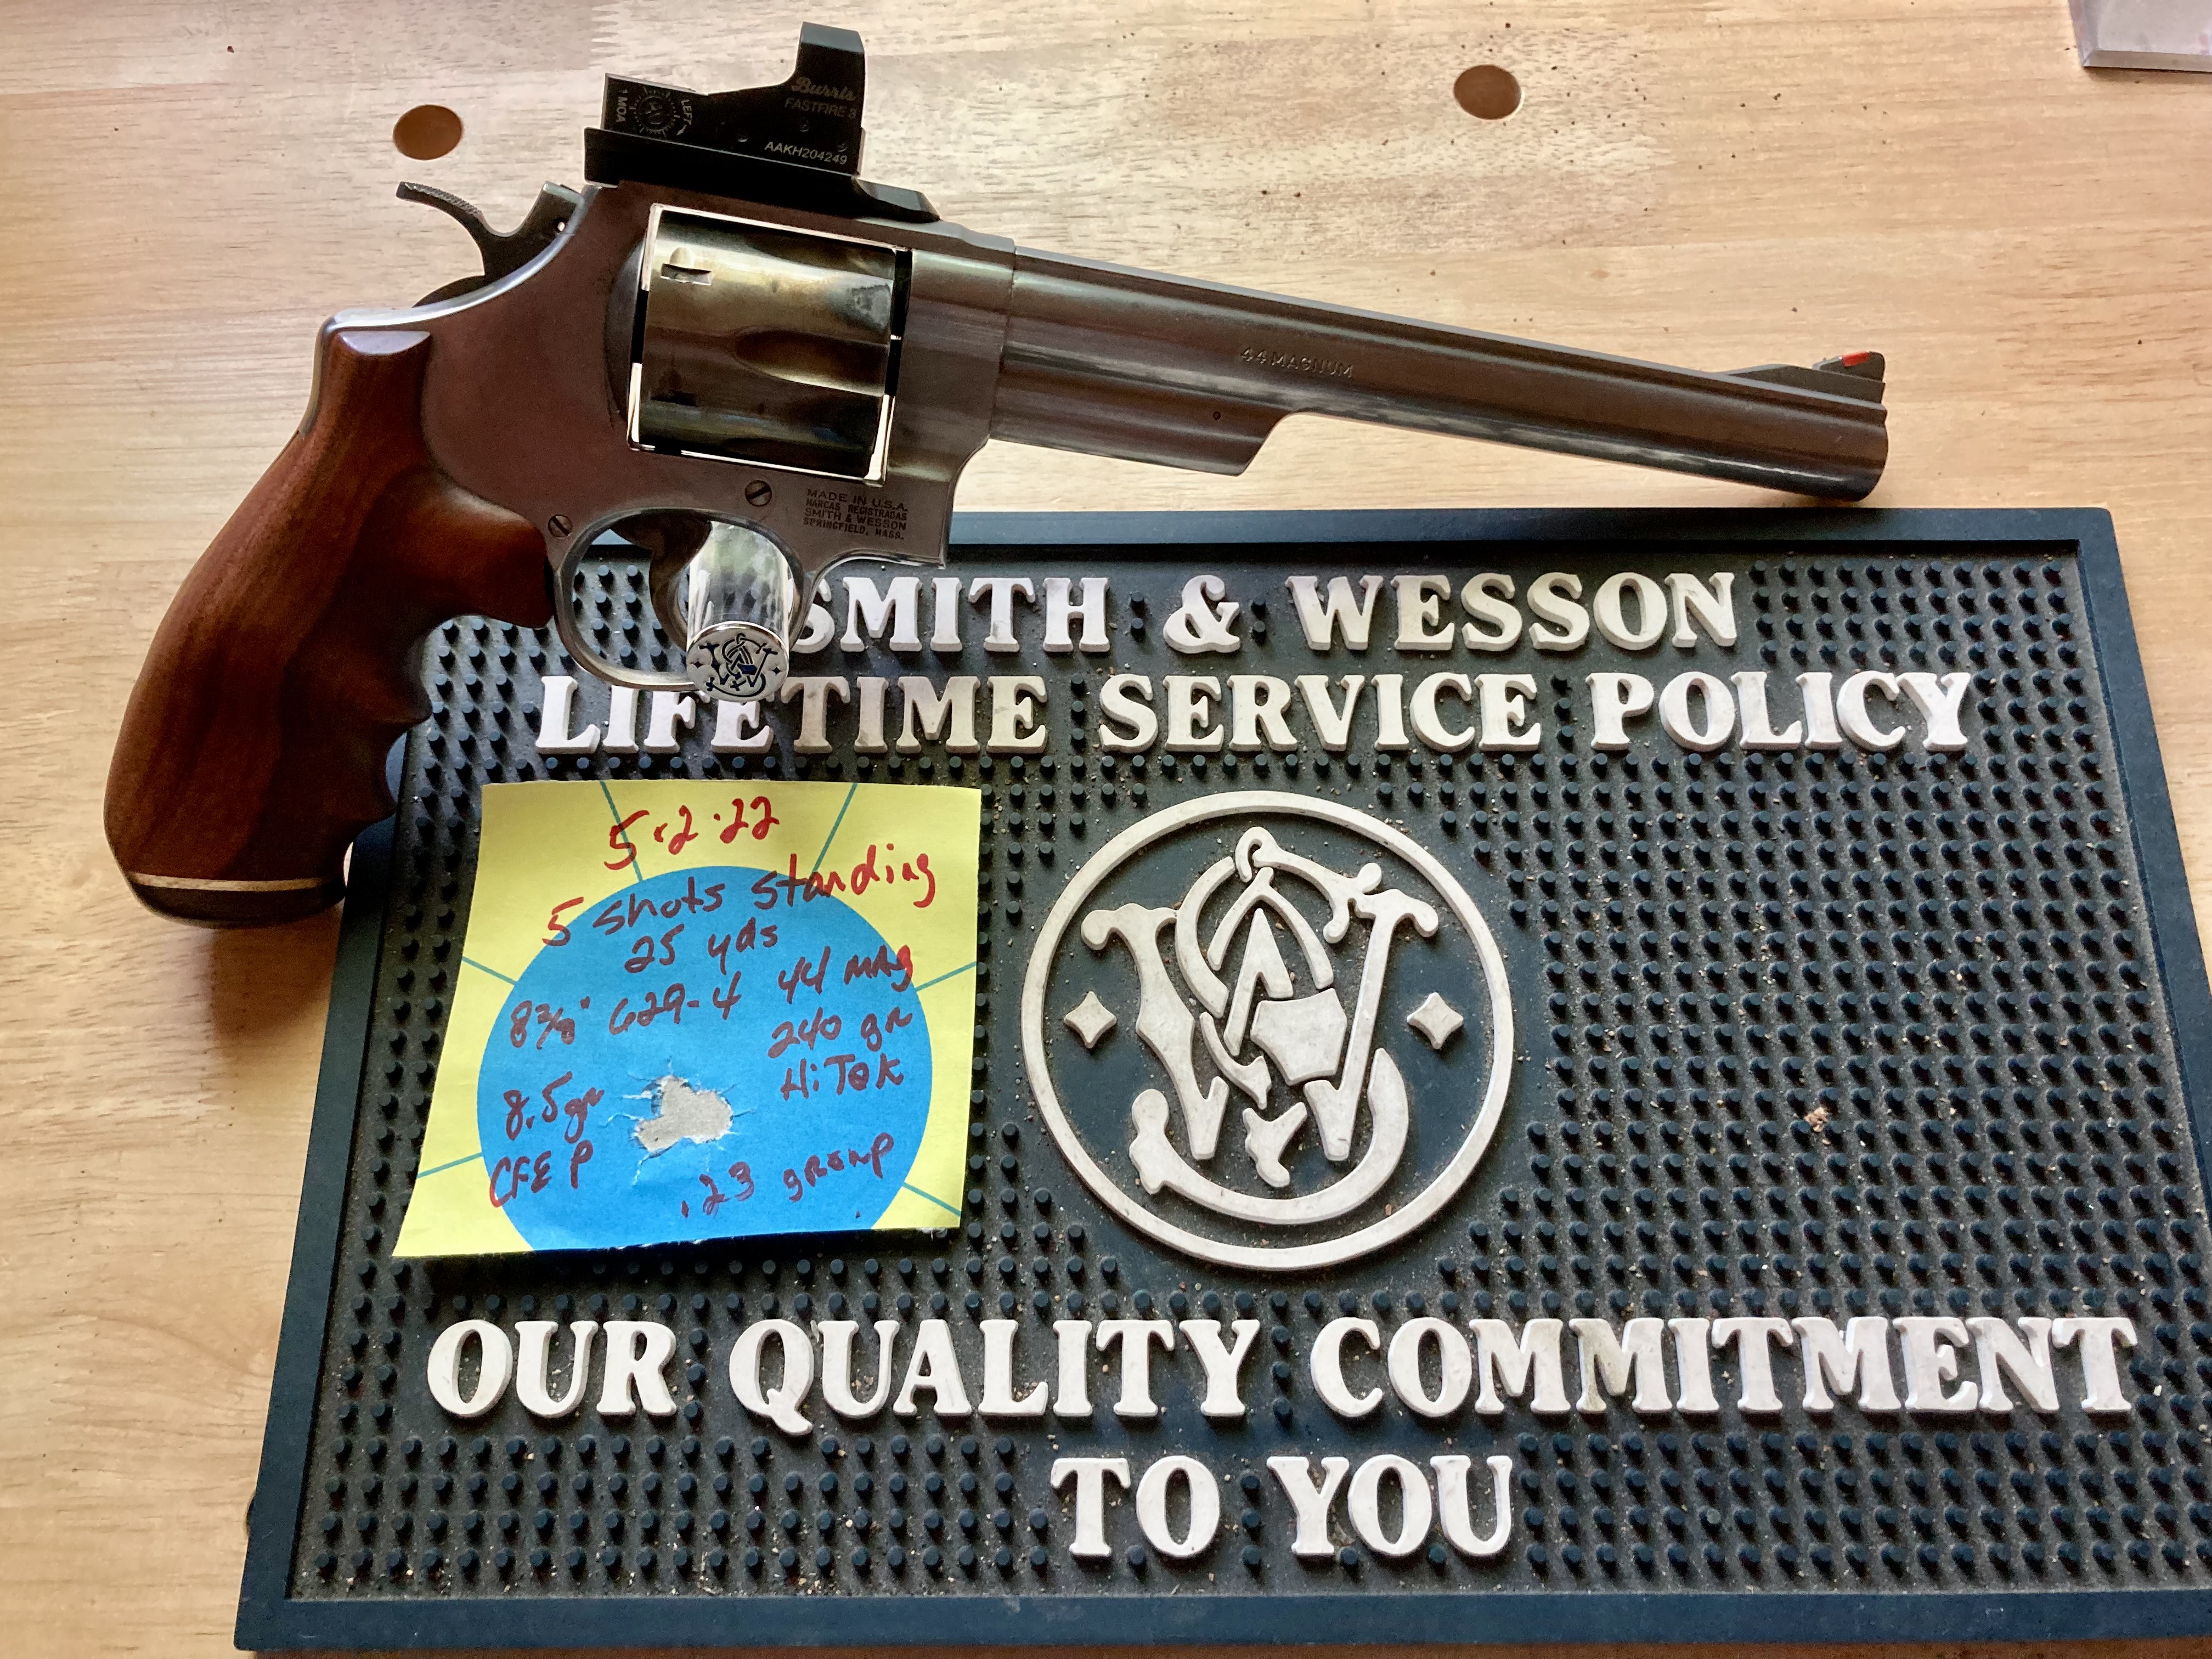 Burris
FASTFIRE 3
LEFT
1 MOA
AAKH204249
44 MAGNUM
MADE IN U.S.A.
MARCAS REGISTRADAS
SMITH & WESSON
SPRINGFIELD, MASS.
SMITH & WESSON
LIFETIME SERVICE POLICY
5.2.22
5 shots standing
25 yds
8 3/8" 629-4 44 mag
240 gr
HiTek
8.5 gr
CFE P
.23 group
OUR QUALITY COMMITMENT
TO YOU